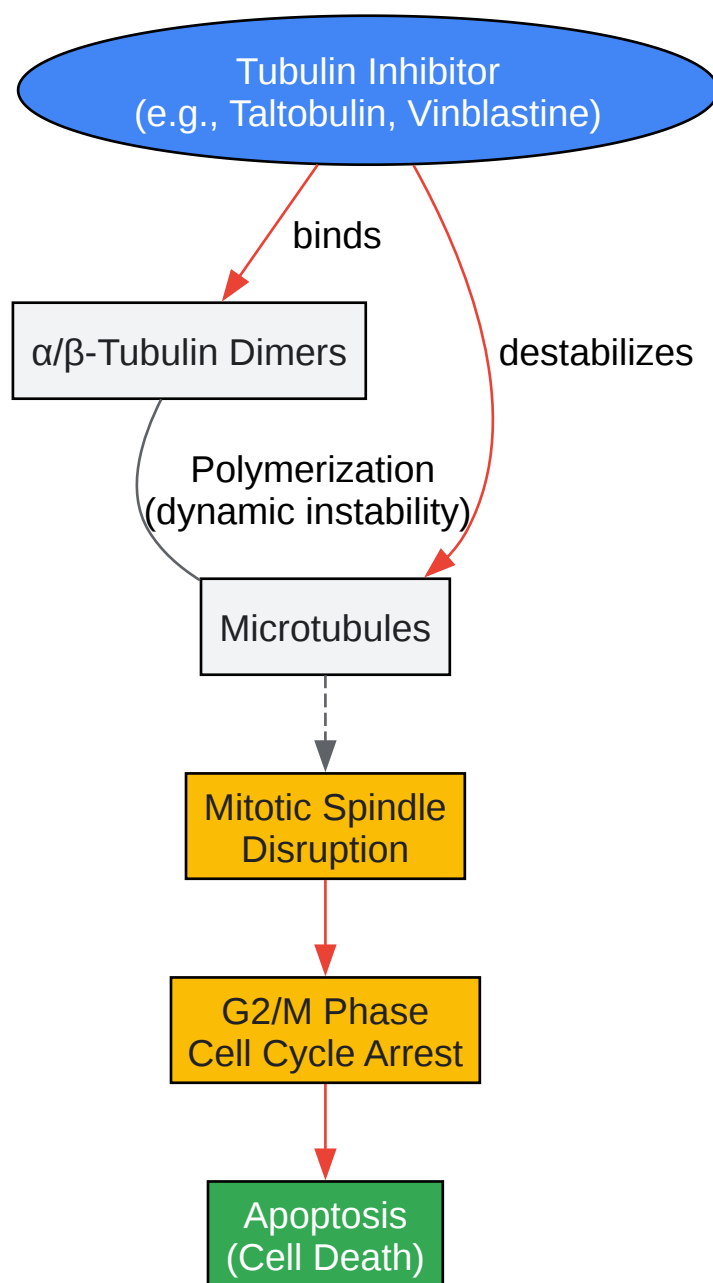 Tubulin Inhibitor
(e.g., Taltobulin, Vinblastine)
binds
α/β-Tubulin Dimers
destabilizes
Polymerization
(dynamic instability)
Microtubules
Mitotic Spindle
Disruption
G2/M Phase
Cell Cycle Arrest
Apoptosis
(Cell Death)